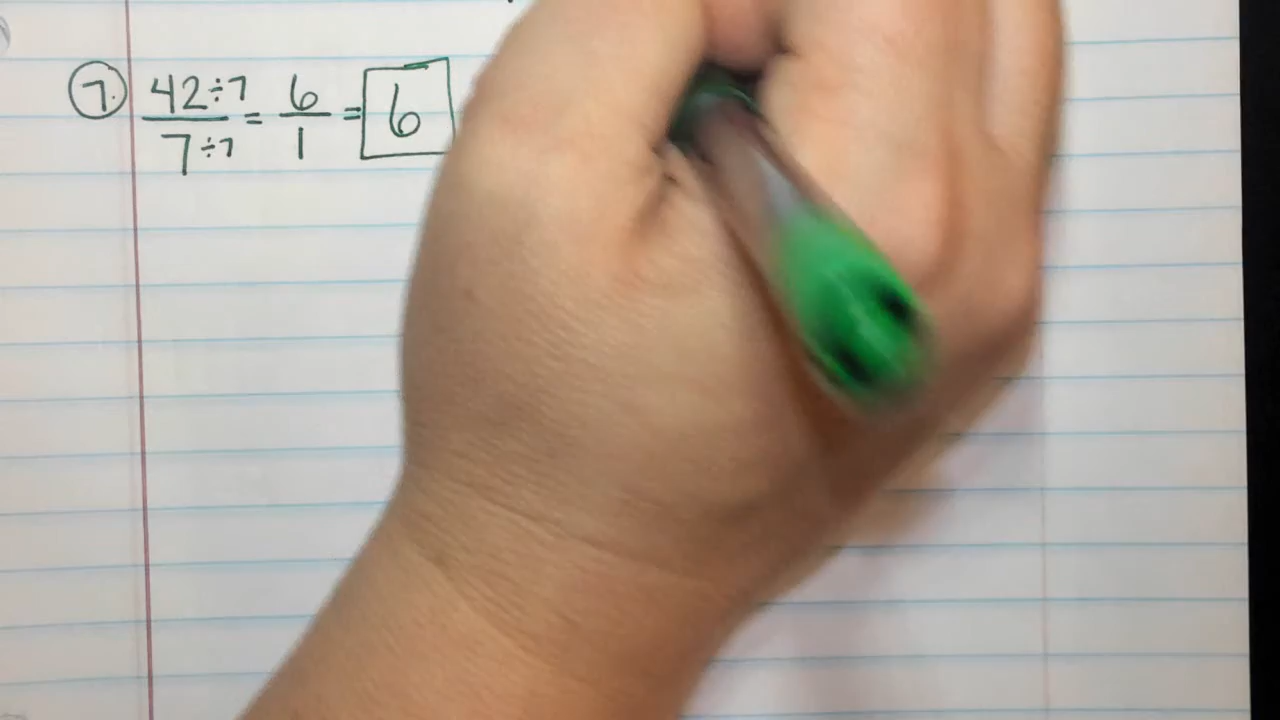 7. 42÷7/7÷7 = 6/1 = 6